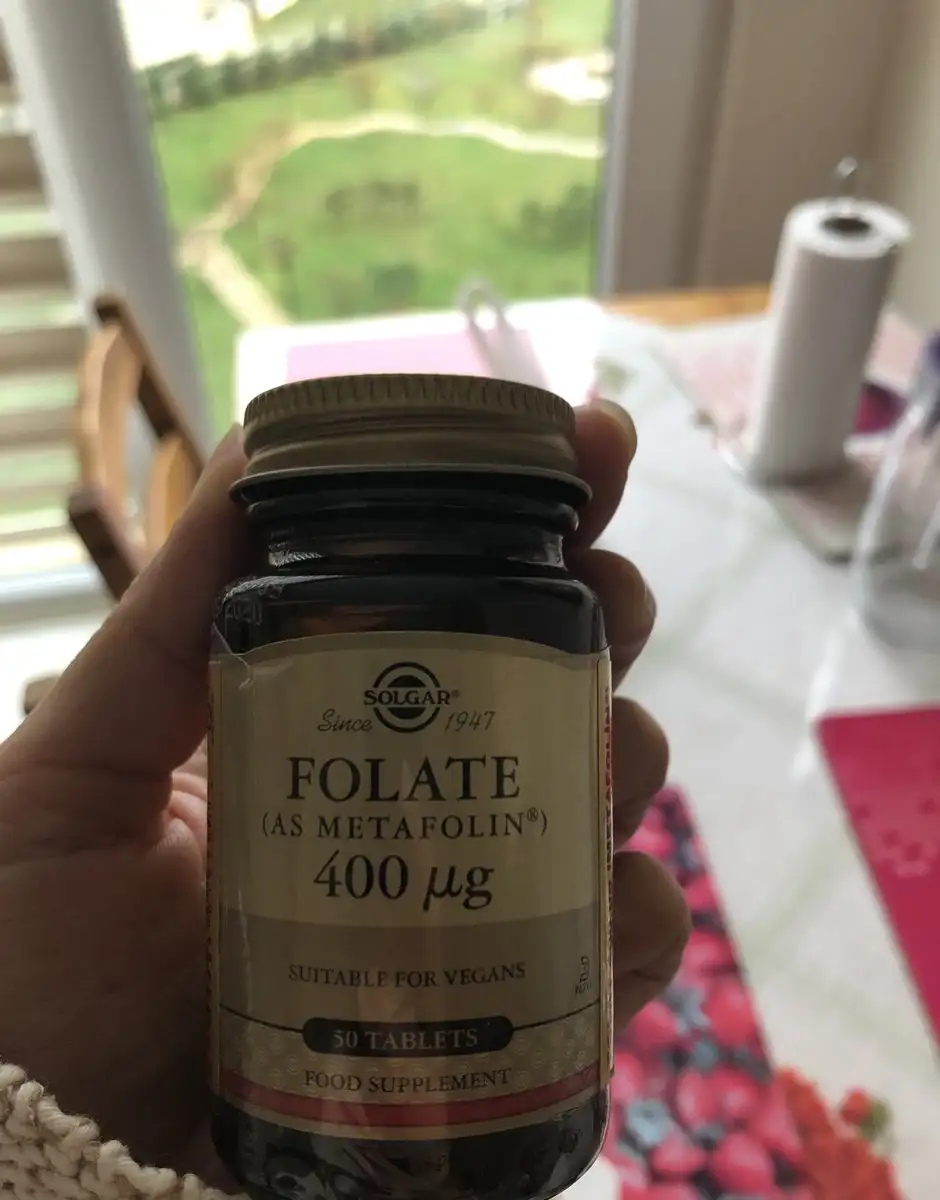 SOLGAR®
Since 1947
FOLATE
(AS METAFOLIN®)
400 µg
SUITABLE FOR VEGANS
50 TABLETS
FOOD SUPPLEMENT